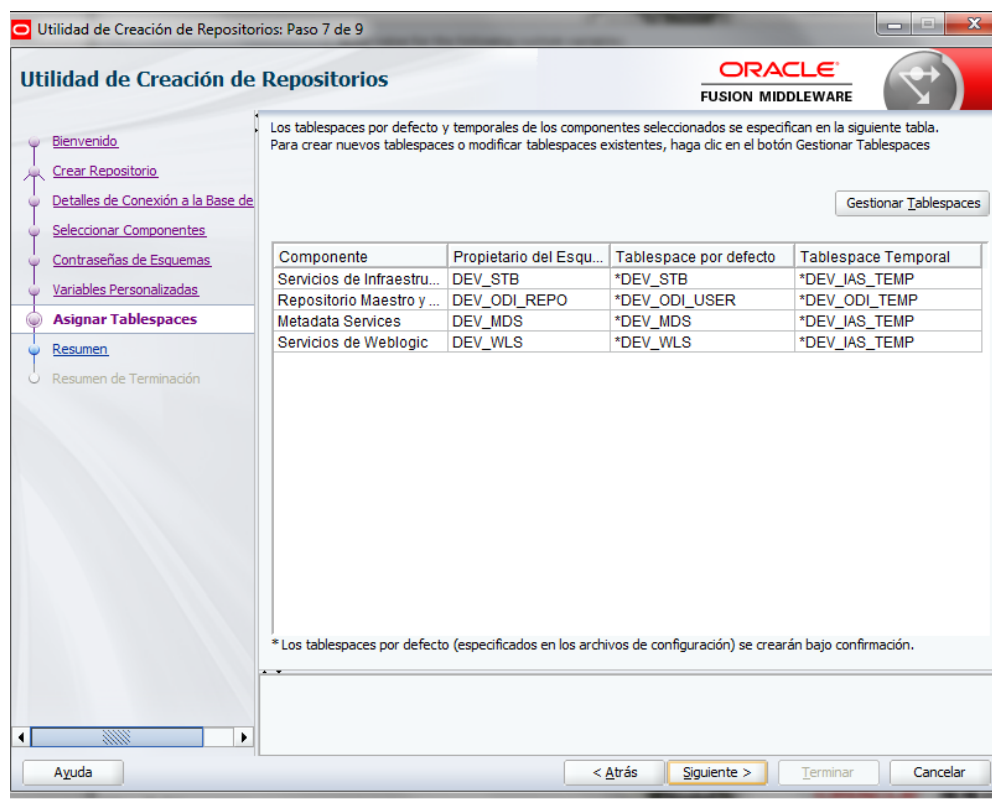 Utilidad de Creación de Repositorios: Paso 7 de 9
Utilidad de Creación de Repositorios
ORACLE
FUSION MIDDLEWARE
Bienvenido
Crear Repositorio
Detalles de Conexión a la Base de
Seleccionar Componentes
Contraseñas de Esquemas
Variables Personalizadas
Asignar Tablespaces
Resumen
Resumen de Terminación
Los tablespaces por defecto y temporales de los componentes seleccionados se especifican en la siguiente tabla.
Para crear nuevos tablespaces o modificar tablespaces existentes, haga clic en el botón Gestionar Tablespaces
Gestionar Tablespaces
Componente Propietario del Esqu... Tablespace por defecto Tablespace Temporal
Servicios de Infraestru... DEV_STB *DEV_STB *DEV_IAS_TEMP
Repositorio Maestro y ... DEV_ODI_REPO *DEV_ODI_USER *DEV_ODI_TEMP
Metadata Services DEV_MDS *DEV_MDS *DEV_IAS_TEMP
Servicios de Weblogic DEV_WLS *DEV_WLS *DEV_IAS_TEMP
* Los tablespaces por defecto (especificados en los archivos de configuración) se crearán bajo confirmación.
Ayuda < Atrás Siguiente > Terminar Cancelar